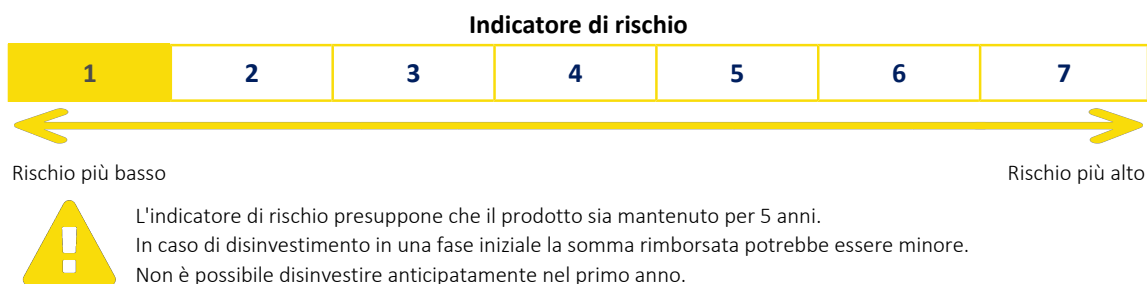 Indicatore di rischio
1 2 3 4 5 6 7
Rischio più basso Rischio più alto
L'indicatore di rischio presuppone che il prodotto sia mantenuto per 5 anni.
In caso di disinvestimento in una fase iniziale la somma rimborsata potrebbe essere minore.
Non è possibile disinvestire anticipatamente nel primo anno.